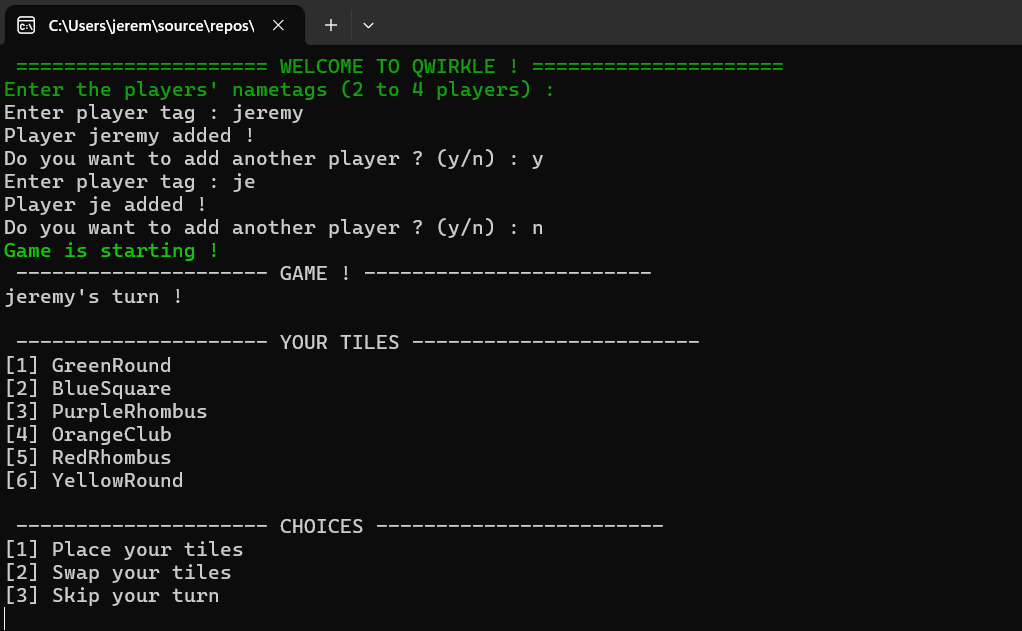 C:\Users\jerem\source\repos\
===================== WELCOME TO QWIRKLE ! =====================
Enter the players' nametags (2 to 4 players) :
Enter player tag : jeremy
Player jeremy added !
Do you want to add another player ? (y/n) : y
Enter player tag : je
Player je added !
Do you want to add another player ? (y/n) : n
Game is starting !
--------------------- GAME ! ------------------------
jeremy's turn !
--------------------- YOUR TILES ------------------------
[1] GreenRound
[2] BlueSquare
[3] PurpleRhombus
[4] OrangeClub
[5] RedRhombus
[6] YellowRound
--------------------- CHOICES ------------------------
[1] Place your tiles
[2] Swap your tiles
[3] Skip your turn